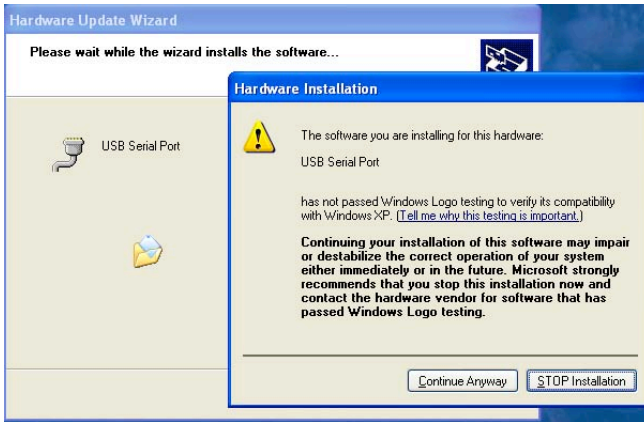 Hardware Update Wizard
Please wait while the wizard installs the software...
Hardware Installation
USB Serial Port
The software you are installing for this hardware:
USB Serial Port
has not passed Windows Logo testing to verify its compatibility
with Windows XP. (Tell me why this testing is important.)
Continuing your installation of this software may impair
or destabilize the correct operation of your system
either immediately or in the future. Microsoft strongly
recommends that you stop this installation now and
contact the hardware vendor for software that has
passed Windows Logo testing.
Continue Anyway
STOP Installation